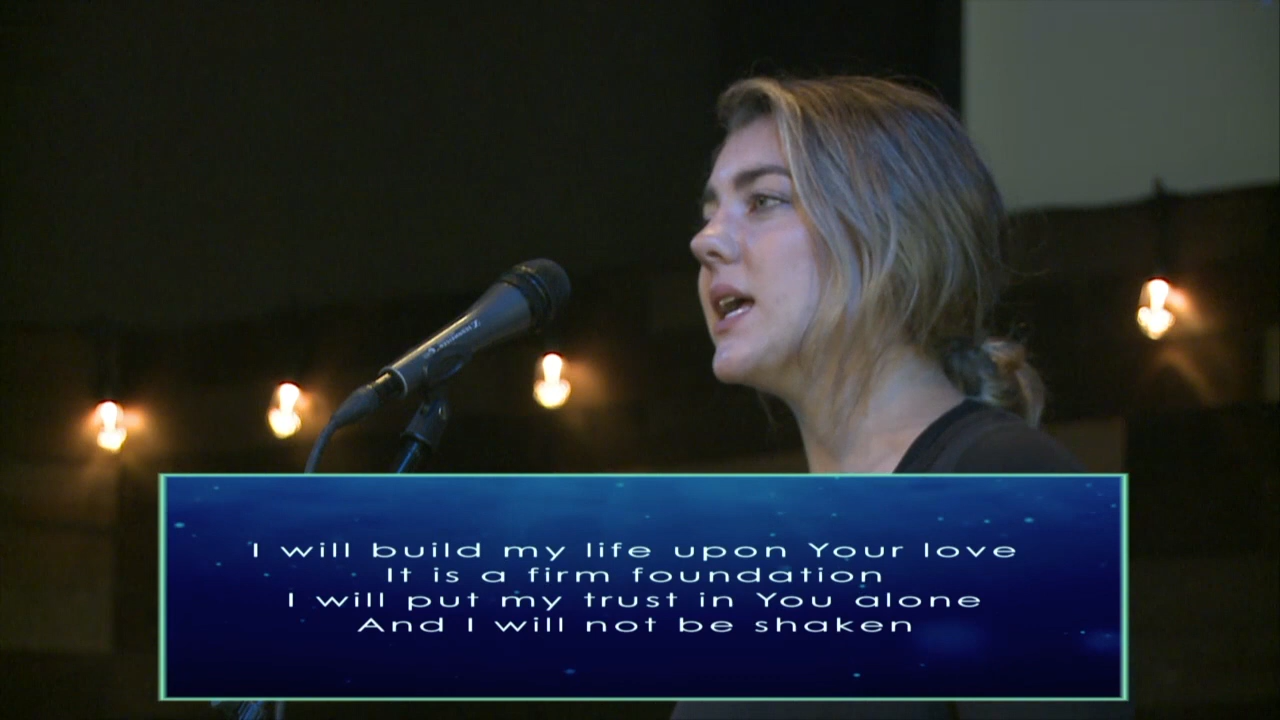 I will build my life upon Your love
It is a firm foundation
I will put my trust in You alone
And I will not be shaken